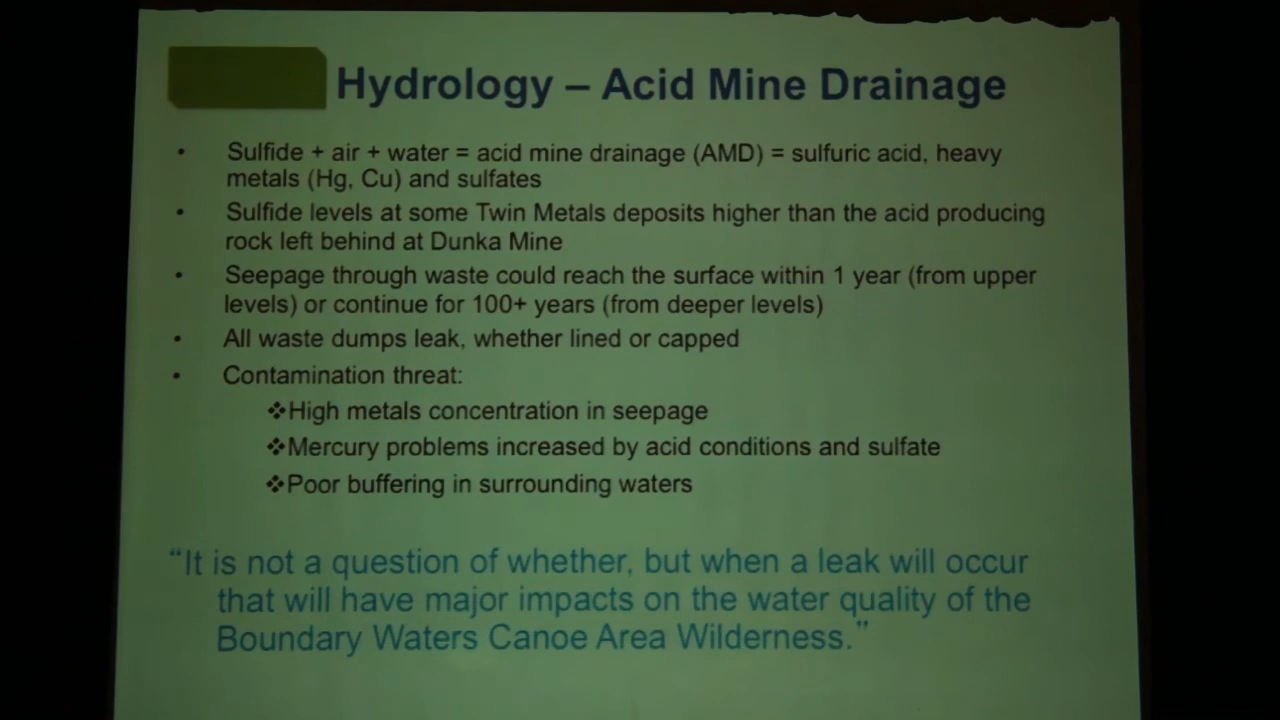 Hydrology – Acid Mine Drainage
• Sulfide + air + water = acid mine drainage (AMD) = sulfuric acid, heavy
metals (Hg, Cu) and sulfates
• Sulfide levels at some Twin Metals deposits higher than the acid producing
rock left behind at Dunka Mine
• Seepage through waste could reach the surface within 1 year (from upper
levels) or continue for 100+ years (from deeper levels)
• All waste dumps leak, whether lined or capped
• Contamination threat:
❖High metals concentration in seepage
❖Mercury problems increased by acid conditions and sulfate
❖Poor buffering in surrounding waters
“It is not a question of whether, but when a leak will occur
that will have major impacts on the water quality of the
Boundary Waters Canoe Area Wilderness.”